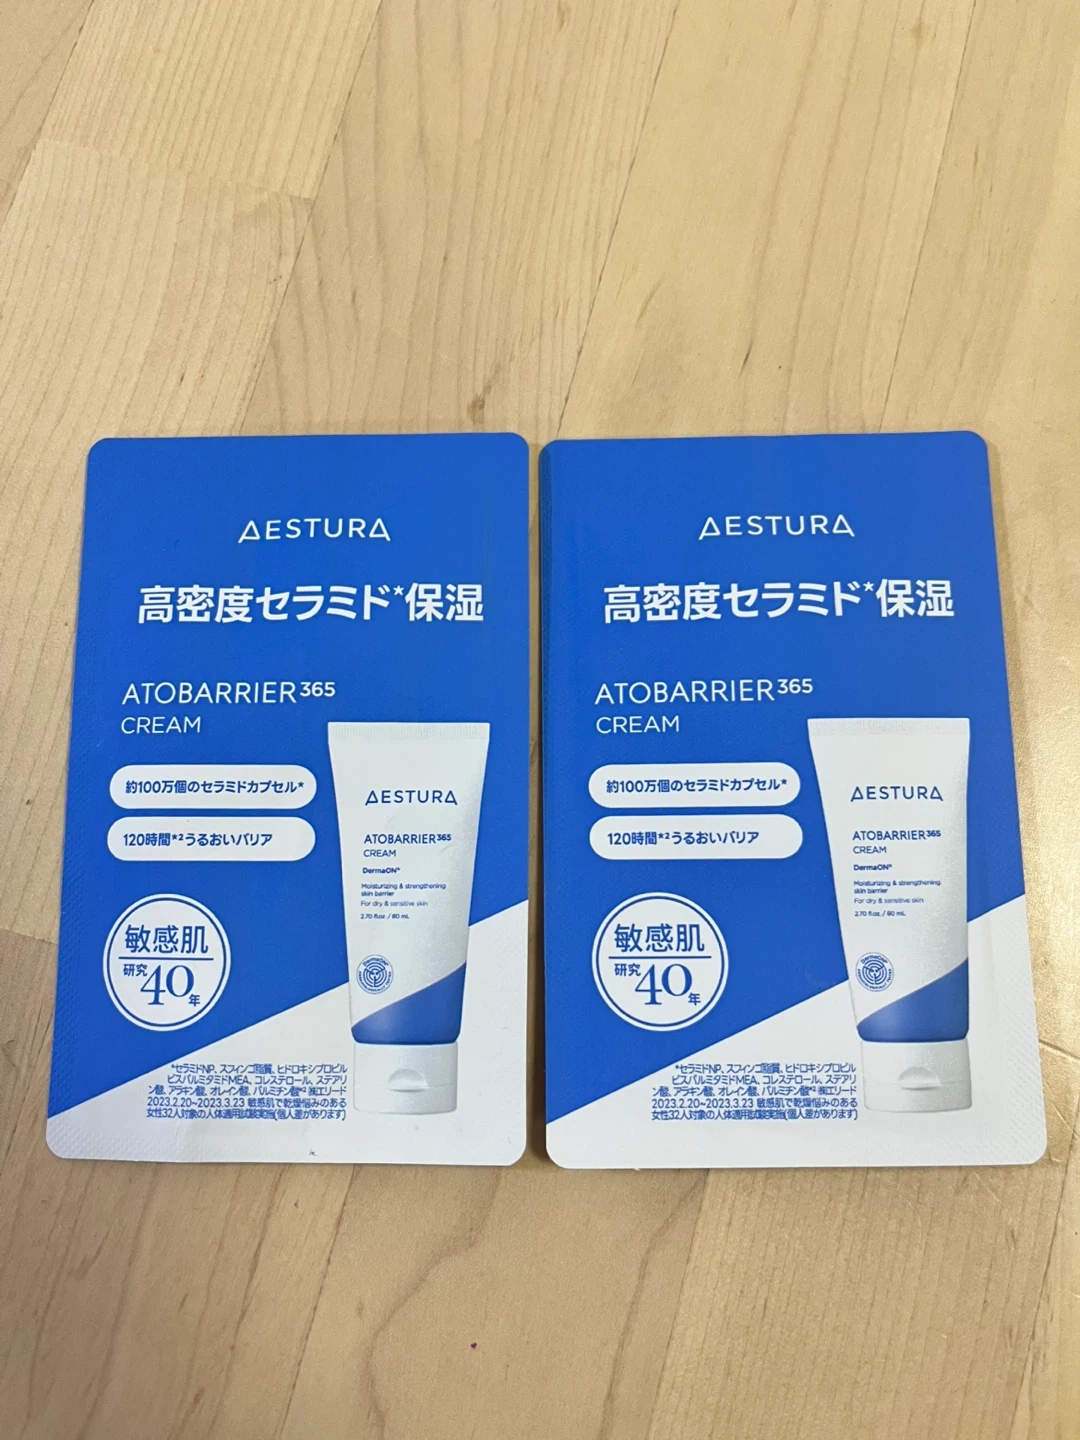 AESTURA
高密度セラミド*保湿
ATOBARRIER365
CREAM
約100万個のセラミドカプセル*
120時間*2うるおいバリア
敏感肌
研究40年
AESTURA
ATOBARRIER365
CREAM
DermaON®
Moisturizing & strengthening
skin barrier
For dry & sensitive skin
2.70 fl.oz. / 80 mL
*セラミドNP、スフィンゴ脂質、ヒドロキシプロピル
ビスパルミタミドMEA、コレステロール、ステアリ
ン酸、アラキン酸、オレイン酸、パルミチン酸*2 ㈱エリード
2023.2.20~2023.3.23 敏感肌で乾燥悩みのある
女性32人対象の人体適用試験実施(個人差があります)
AESTURA
高密度セラミド*保湿
ATOBARRIER365
CREAM
約100万個のセラミドカプセル*
120時間*2うるおいバリア
敏感肌
研究40年
AESTURA
ATOBARRIER365
CREAM
DermaON®
Moisturizing & strengthening
skin barrier
For dry & sensitive skin
2.70 fl.oz. / 80 mL
*セラミドNP、スフィンゴ脂質、ヒドロキシプロピル
ビスパルミタミドMEA、コレステロール、ステアリ
ン酸、アラキン酸、オレイン酸、パルミチン酸*2 ㈱エリード
2023.2.20~2023.3.23 敏感肌で乾燥悩みのある
女性32人対象の人体適用試験実施(個人差があります)